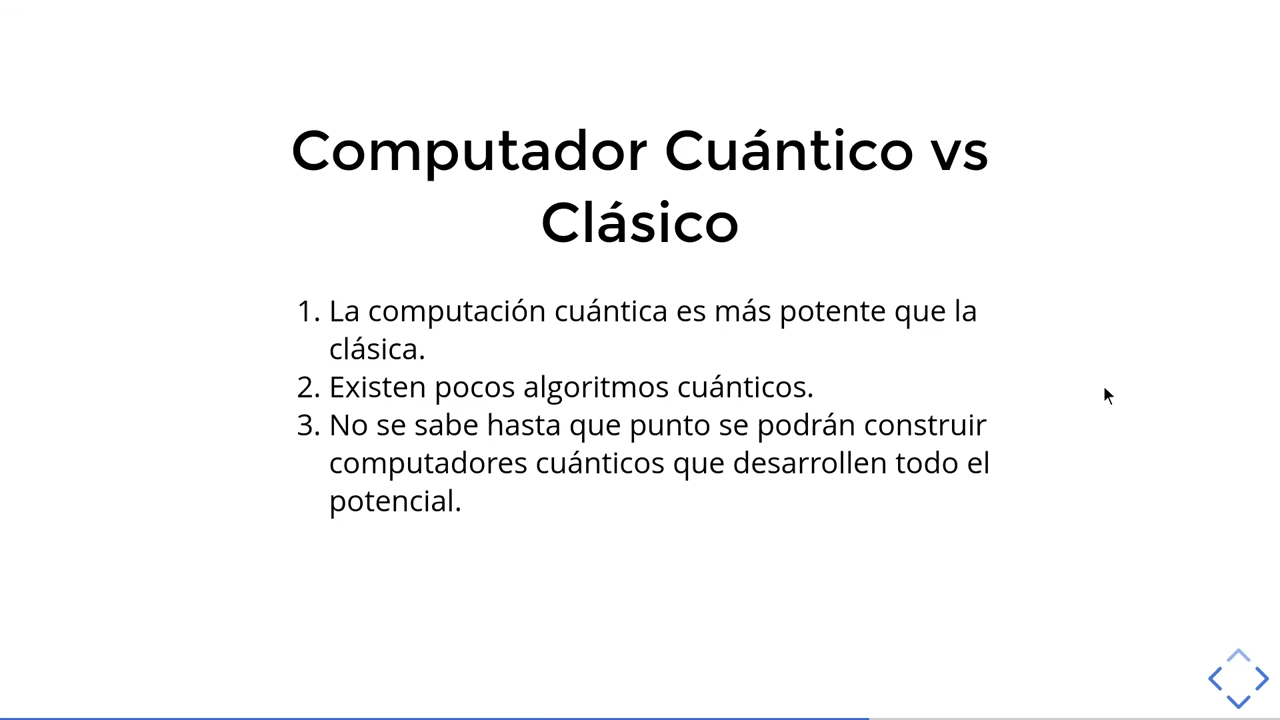 Computador Cuántico vs
Clásico
1. La computación cuántica es más potente que la
clásica.
2. Existen pocos algoritmos cuánticos.
3. No se sabe hasta que punto se podrán construir
computadores cuánticos que desarrollen todo el
potencial.